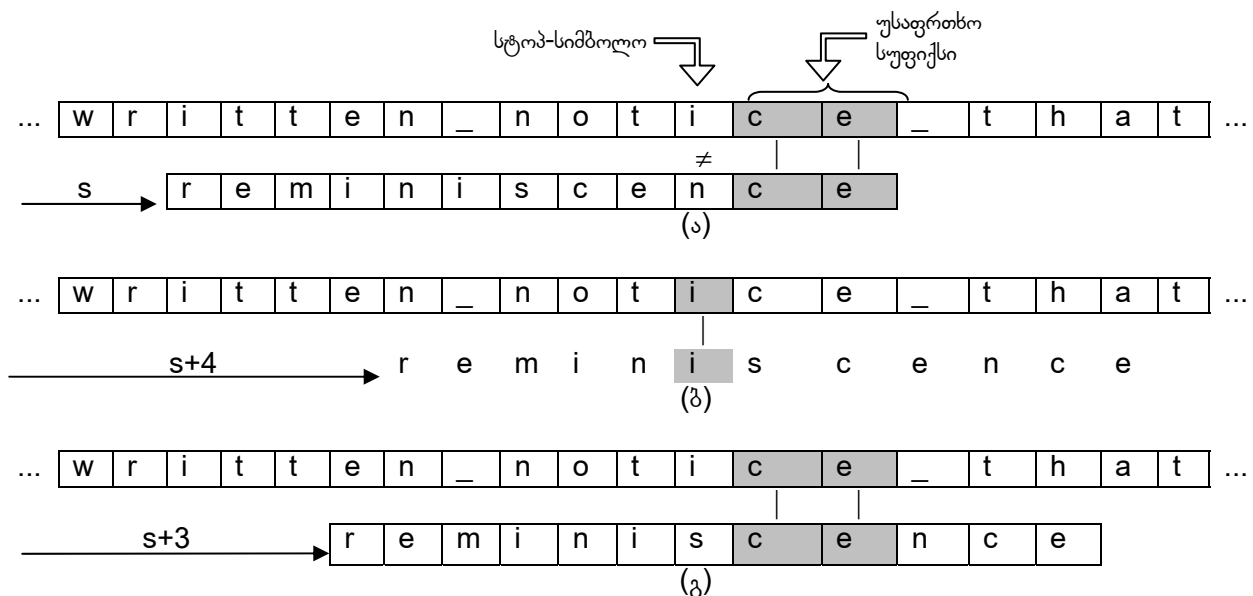 სტოპ-სიმბოლო
უსაფრთხო
სუფიქსი
... w r i t t e n _ n o t i c e _ t h a t ...
≠
s r e m i n i s c e n c e
(ა)
... w r i t t e n _ n o t i c e _ t h a t ...
s+4 r e m i n i s c e n c e
(ბ)
... w r i t t e n _ n o t i c e _ t h a t ...
s+3 r e m i n i s c e n c e
(გ)